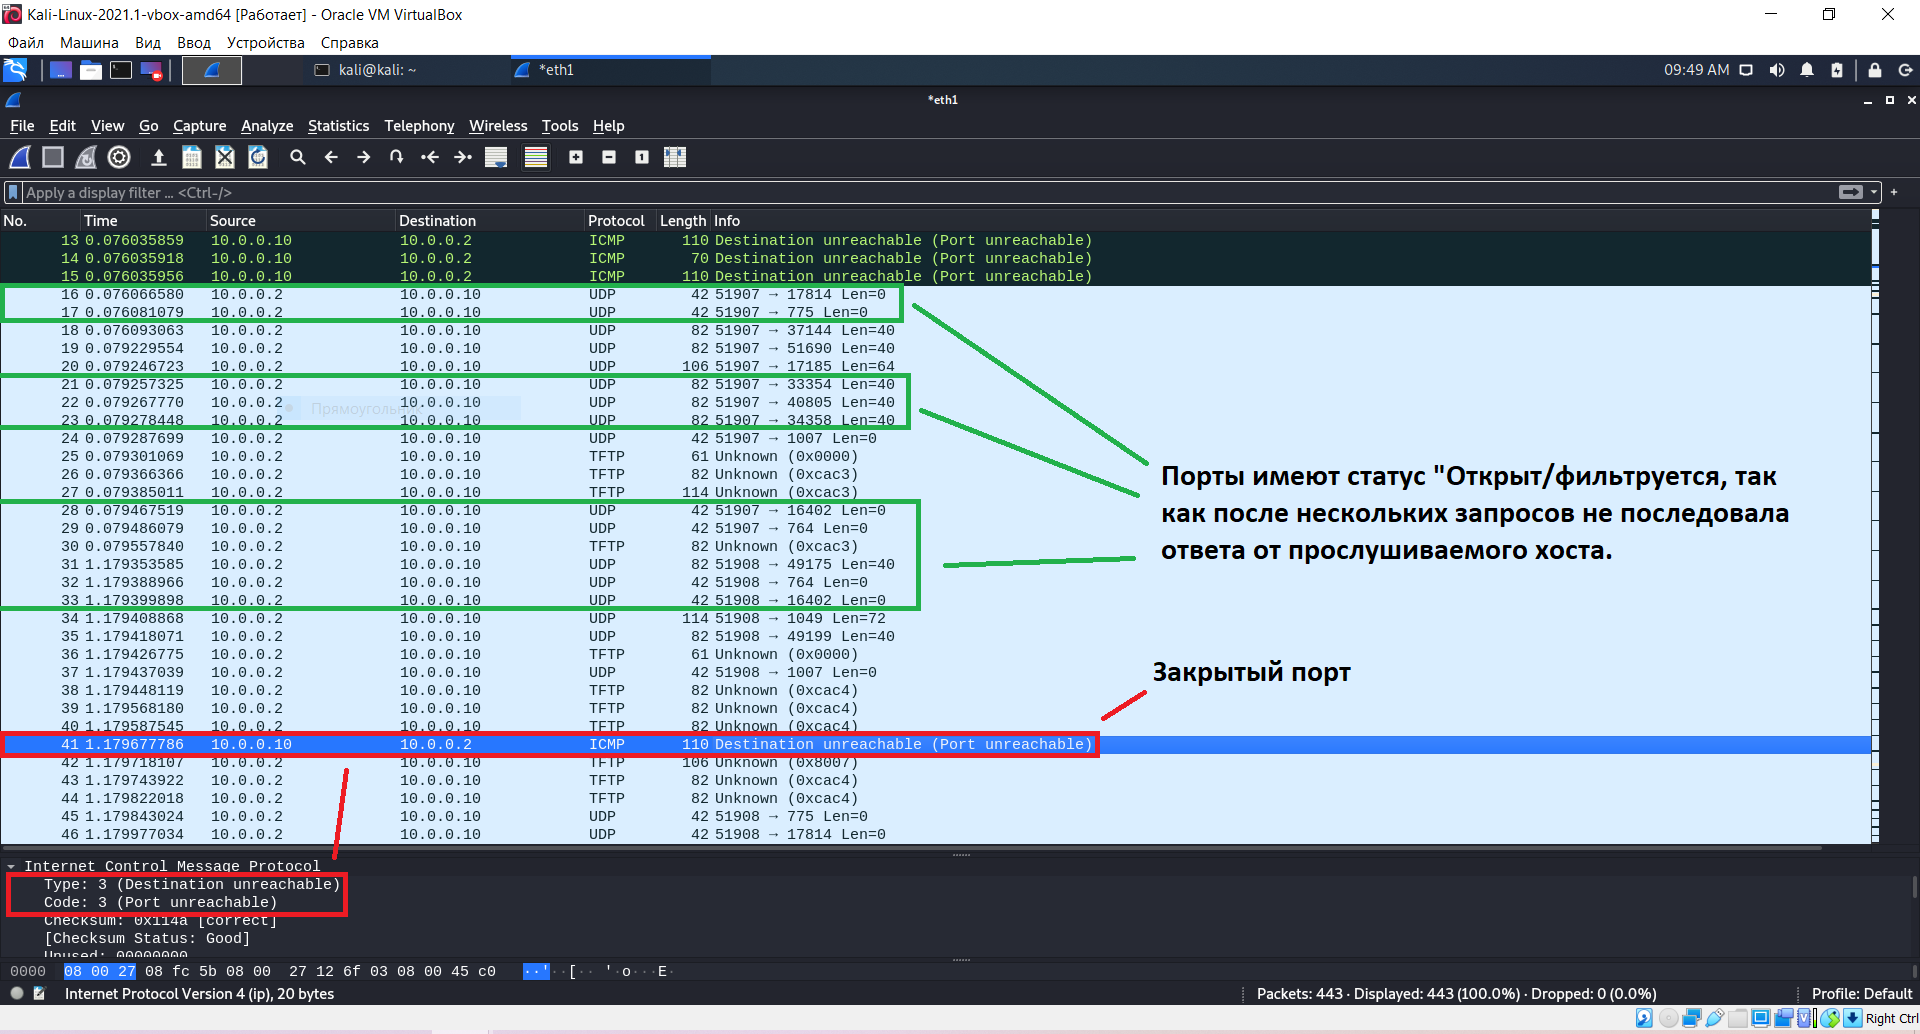 Kali-Linux-2021.1-vbox-amd64 [Работает] - Oracle VM VirtualBox
Файл Машина Вид Ввод Устройства Справка
kali@kali: ~ *eth1 09:49 AM
*eth1
File Edit View Go Capture Analyze Statistics Telephony Wireless Tools Help
Apply a display filter ... <Ctrl-/>
No. Time Source Destination Protocol Length Info
13 0.076035859 10.0.0.10 10.0.0.2 ICMP 110 Destination unreachable (Port unreachable)
14 0.076035918 10.0.0.10 10.0.0.2 ICMP 70 Destination unreachable (Port unreachable)
15 0.076035956 10.0.0.10 10.0.0.2 ICMP 110 Destination unreachable (Port unreachable)
16 0.076066580 10.0.0.2 10.0.0.10 UDP 42 51907 → 17814 Len=0
17 0.076081079 10.0.0.2 10.0.0.10 UDP 42 51907 → 775 Len=0
18 0.076093063 10.0.0.2 10.0.0.10 UDP 82 51907 → 37144 Len=40
19 0.079229554 10.0.0.2 10.0.0.10 UDP 82 51907 → 51690 Len=40
20 0.079246723 10.0.0.2 10.0.0.10 UDP 106 51907 → 17185 Len=64
21 0.079257325 10.0.0.2 10.0.0.10 UDP 82 51907 → 33354 Len=40
22 0.079267770 10.0.0.2 10.0.0.10 UDP 82 51907 → 40805 Len=40
Прямоугольник
23 0.079278448 10.0.0.2 10.0.0.10 UDP 82 51907 → 34358 Len=40
24 0.079287699 10.0.0.2 10.0.0.10 UDP 42 51907 → 1007 Len=0
25 0.079301069 10.0.0.2 10.0.0.10 TFTP 61 Unknown (0x0000)
26 0.079366366 10.0.0.2 10.0.0.10 TFTP 82 Unknown (0xcac3)
27 0.079385011 10.0.0.2 10.0.0.10 TFTP 114 Unknown (0xcac3)
28 0.079467519 10.0.0.2 10.0.0.10 UDP 42 51907 → 16402 Len=0
29 0.079486079 10.0.0.2 10.0.0.10 UDP 42 51907 → 764 Len=0
30 0.079557840 10.0.0.2 10.0.0.10 TFTP 82 Unknown (0xcac3)
31 1.179353585 10.0.0.2 10.0.0.10 UDP 82 51908 → 49175 Len=40
32 1.179388966 10.0.0.2 10.0.0.10 UDP 42 51908 → 764 Len=0
33 1.179399898 10.0.0.2 10.0.0.10 UDP 42 51908 → 16402 Len=0
34 1.179408868 10.0.0.2 10.0.0.10 UDP 114 51908 → 1049 Len=72
35 1.179418071 10.0.0.2 10.0.0.10 UDP 82 51908 → 49199 Len=40
36 1.179426775 10.0.0.2 10.0.0.10 TFTP 61 Unknown (0x0000)
37 1.179437039 10.0.0.2 10.0.0.10 UDP 42 51908 → 1007 Len=0
38 1.179448119 10.0.0.2 10.0.0.10 TFTP 82 Unknown (0xcac4)
39 1.179568180 10.0.0.2 10.0.0.10 TFTP 82 Unknown (0xcac4)
40 1.179587545 10.0.0.2 10.0.0.10 TFTP 82 Unknown (0xcac4)
41 1.179677786 10.0.0.10 10.0.0.2 ICMP 110 Destination unreachable (Port unreachable)
42 1.179718107 10.0.0.2 10.0.0.10 TFTP 106 Unknown (0x8007)
43 1.179743922 10.0.0.2 10.0.0.10 TFTP 82 Unknown (0xcac4)
44 1.179822018 10.0.0.2 10.0.0.10 TFTP 82 Unknown (0xcac4)
45 1.179843024 10.0.0.2 10.0.0.10 UDP 42 51908 → 775 Len=0
46 1.179977034 10.0.0.2 10.0.0.10 UDP 42 51908 → 17814 Len=0
Порты имеют статус "Открыт/фильтруется, так
как после нескольких запросов не последовала
ответа от прослушиваемого хоста.
Закрытый порт
Internet Control Message Protocol
Type: 3 (Destination unreachable)
Code: 3 (Port unreachable)
Checksum: 0x114a [correct]
[Checksum Status: Good]
Unused: 00000000
0000 08 00 27 08 fc 5b 08 00 27 12 6f 03 08 00 45 c0 ··'··[·· '·o···E·
Internet Protocol Version 4 (ip), 20 bytes Packets: 443 · Displayed: 443 (100.0%) · Dropped: 0 (0.0%) Profile: Default
Right Ctrl